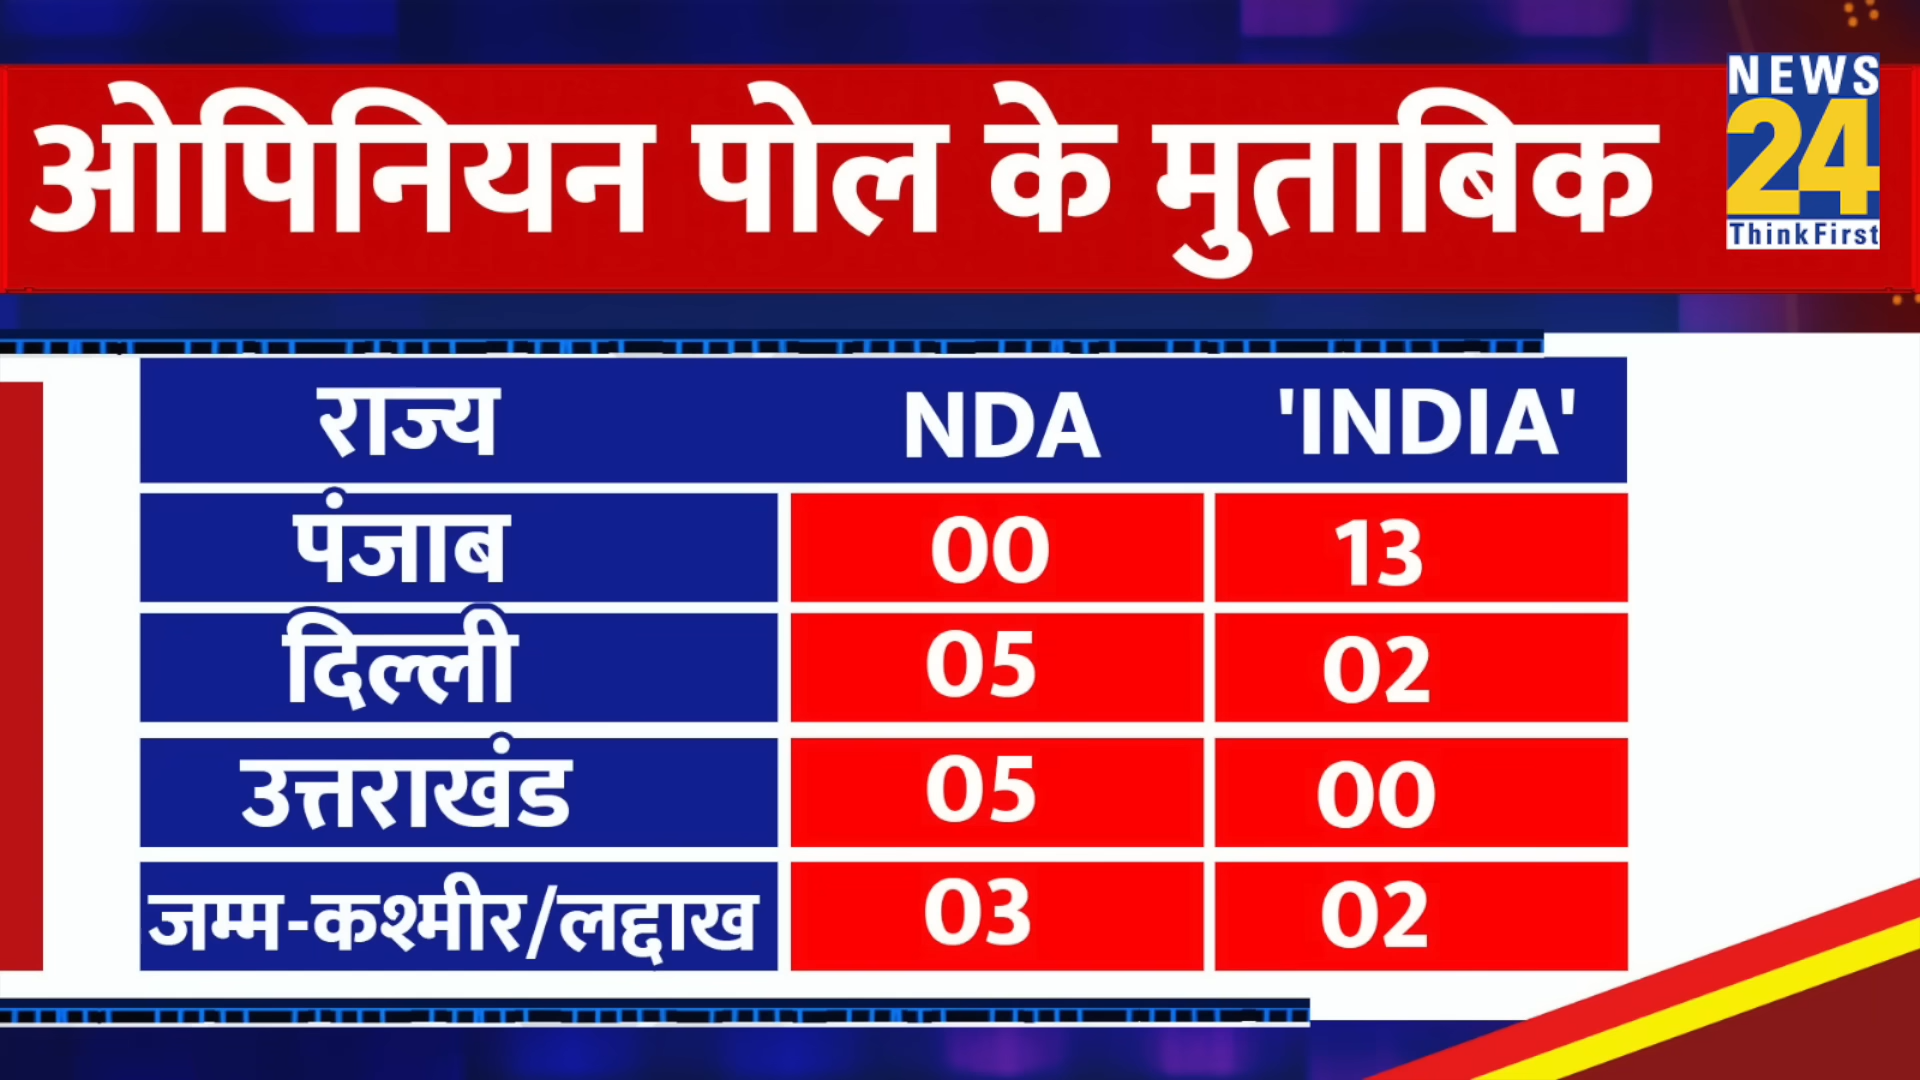 ओपिनियन पोल के मुताबिक
NEWS
24
ThinkFirst
राज्य NDA 'INDIA'
पंजाब 00 13
दिल्ली 05 02
उत्तराखंड 05 00
जम्म-कश्मीर/लद्दाख 03 02